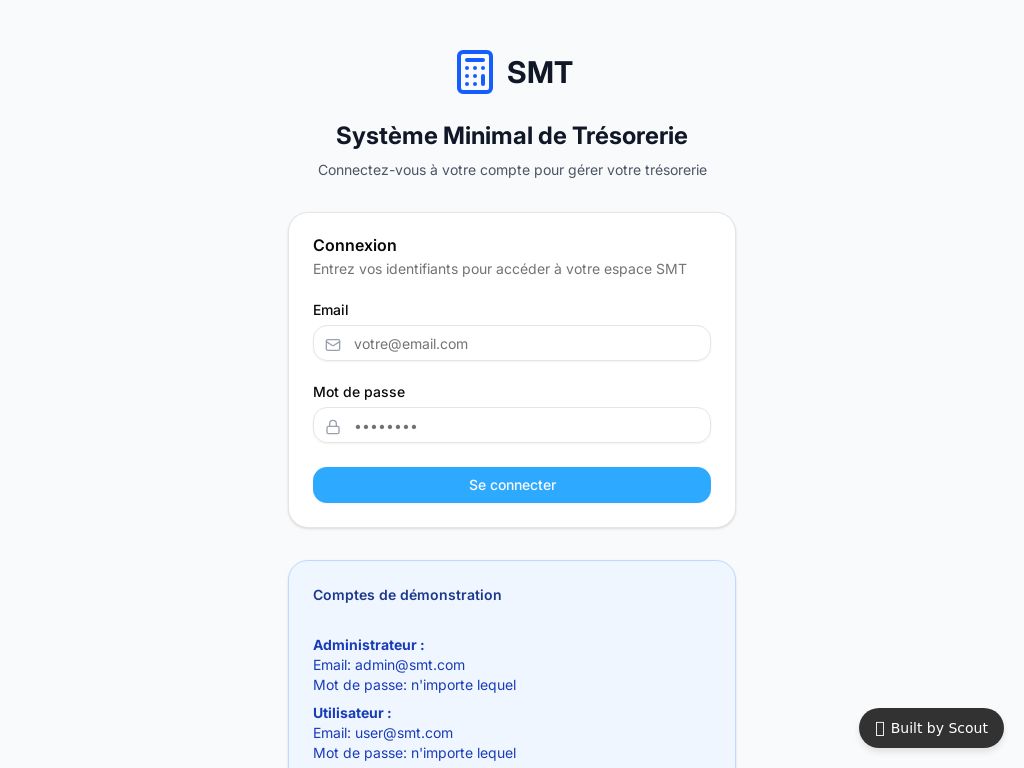 SMT
Système Minimal de Trésorerie
Connectez-vous à votre compte pour gérer votre trésorerie
Connexion
Entrez vos identifiants pour accéder à votre espace SMT
Email
votre@email.com
Mot de passe
••••••••
Se connecter
Comptes de démonstration
Administrateur :
Email: admin@smt.com
Mot de passe: n'importe lequel
Utilisateur :
Email: user@smt.com
Mot de passe: n'importe lequel
Built by Scout